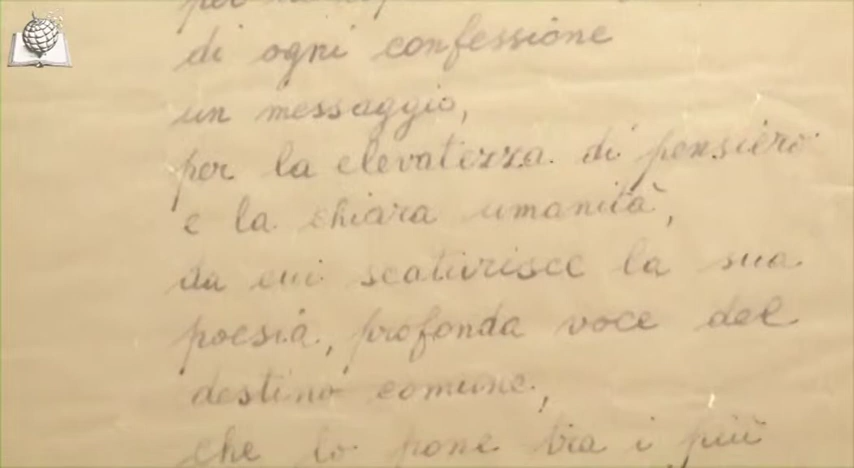 di ogni confessione
un messaggio,
per la elevatezza di pensiero
e la chiara umanità,
da cui scaturisce la sua
poesia, profonda voce del
destino comune,
che lo pone tra i più